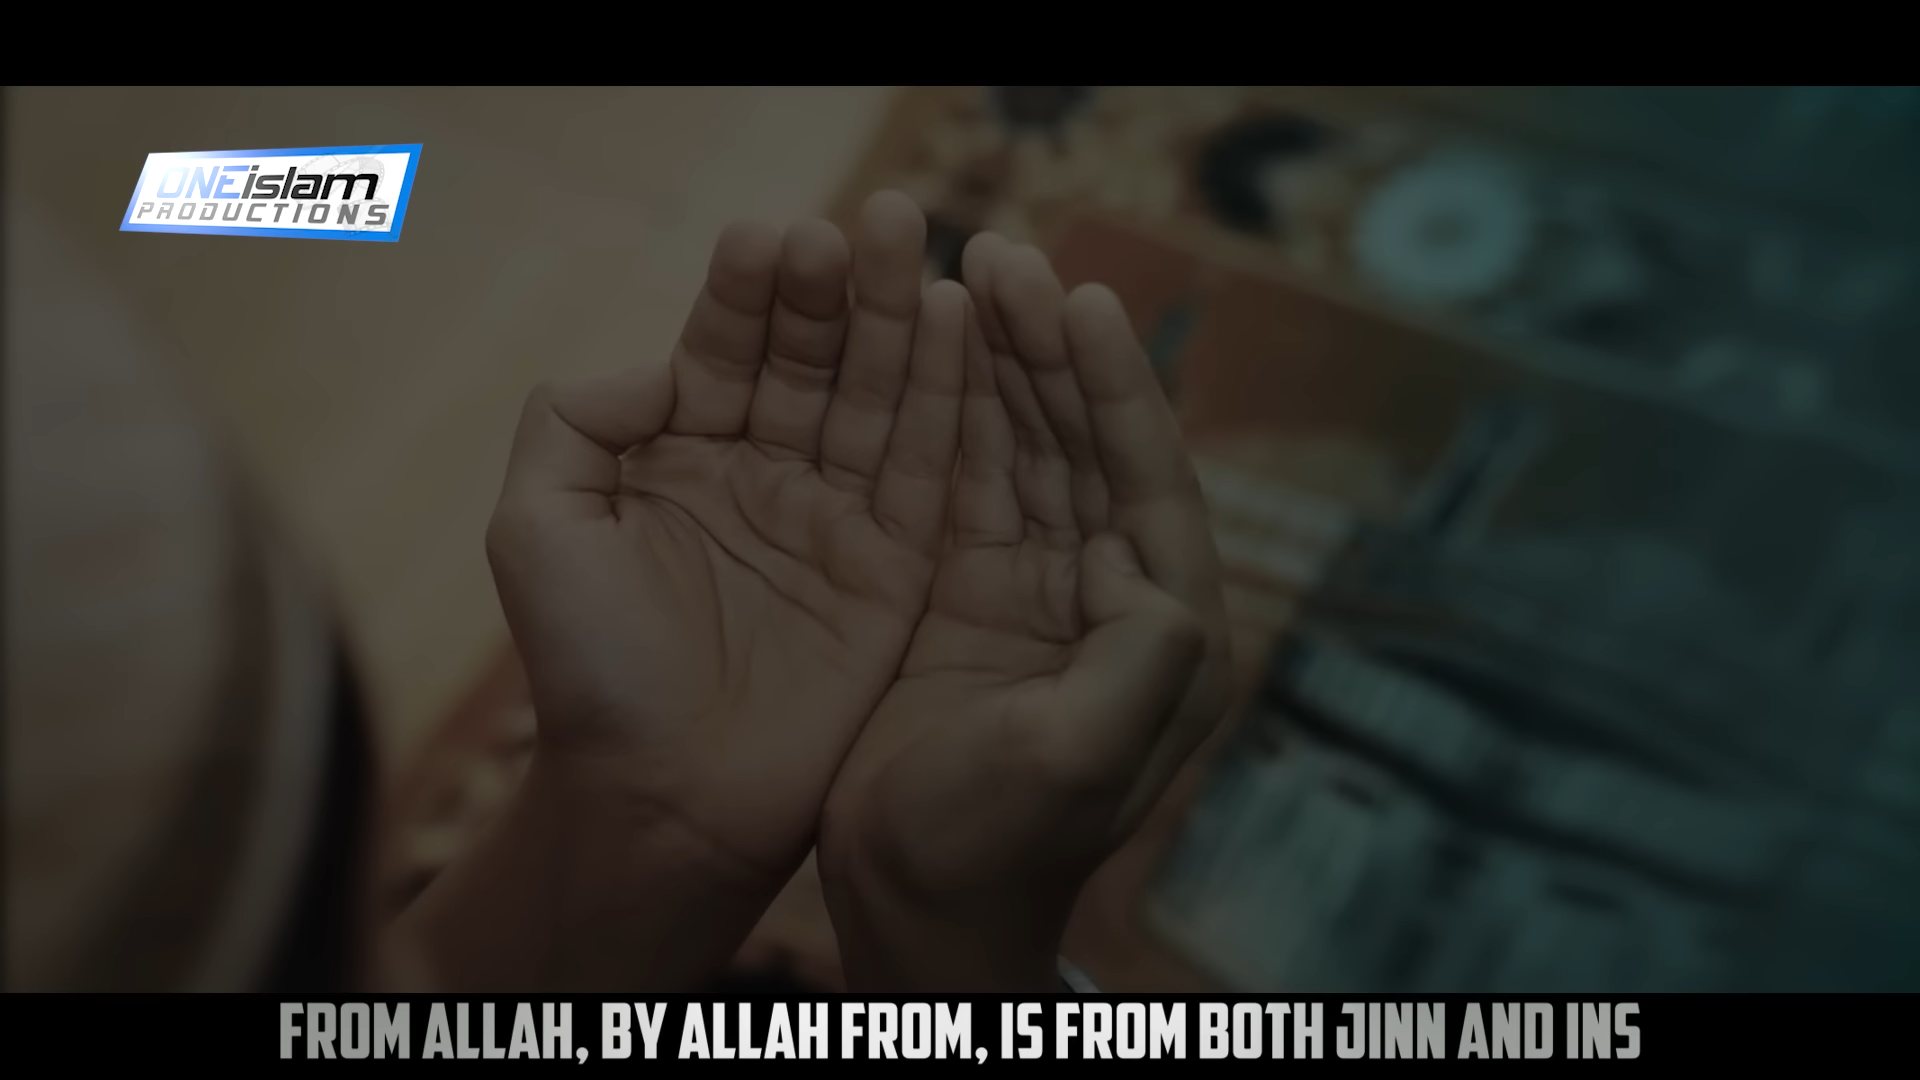 ONEislam
PRODUCTIONS
FROM ALLAH, BY ALLAH FROM, IS FROM BOTH JINN AND INS